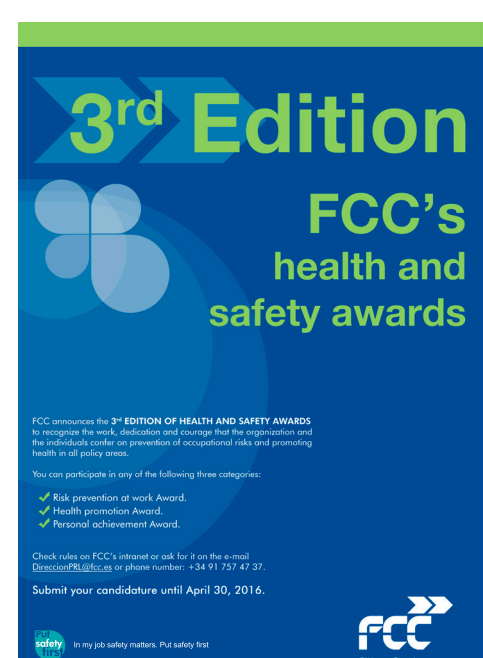 3rd Edition
FCC's
health and
safety awards
FCC announces the 3rd EDITION OF HEALTH AND SAFETY AWARDS
to recognize the work, dedication and courage that the organization and
the individuals confer on prevention of occupational risks and promoting
health in all policy areas.
You can participate in any of the following three categories:
Risk prevention at work Award.
Health promotion Award.
Personal achievement Award.
Check rules on FCC's intranet or ask for it on the e-mail
DireccionPRL@fcc.es or phone number: +34 91 757 47 37.
Submit your candidature until April 30, 2016.
Put
safety
first
In my job safety matters. Put safety first
FCC